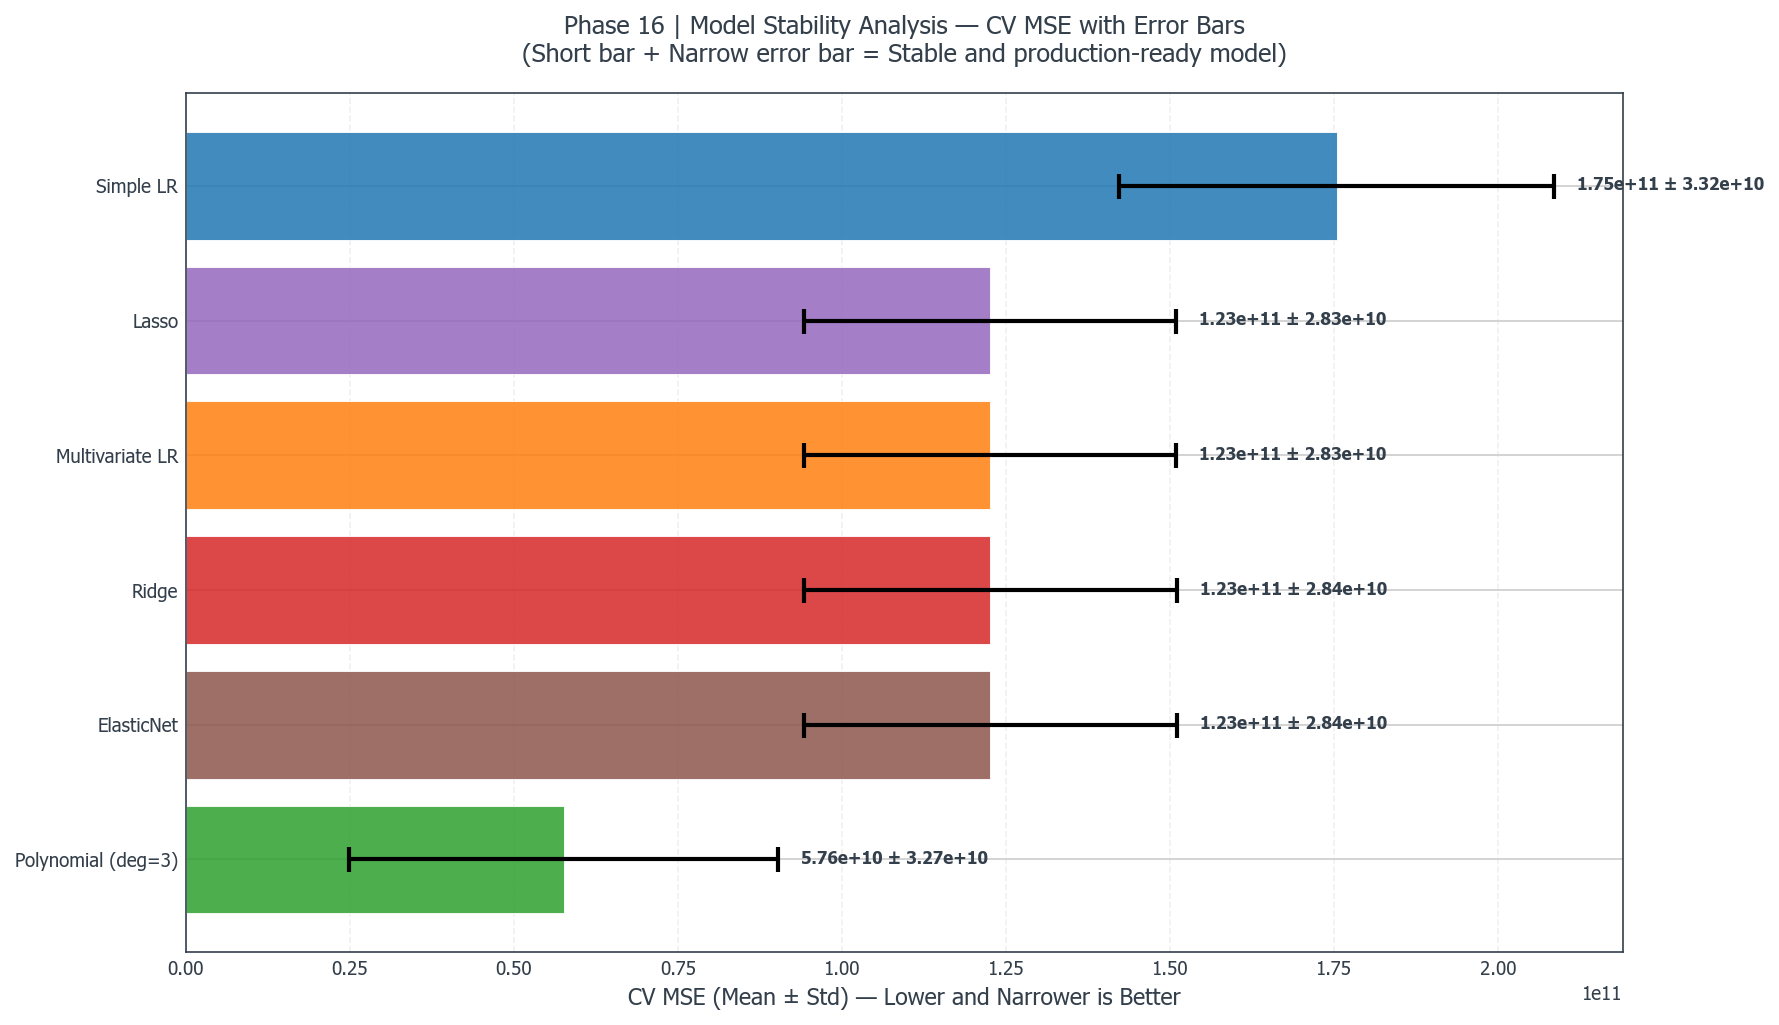 Phase 16 | Model Stability Analysis — CV MSE with Error Bars
(Short bar + Narrow error bar = Stable and production-ready model)
Simple LR
1.75e+11 ± 3.32e+10
Lasso
1.23e+11 ± 2.83e+10
Multivariate LR
1.23e+11 ± 2.83e+10
Ridge
1.23e+11 ± 2.84e+10
ElasticNet
1.23e+11 ± 2.84e+10
Polynomial (deg=3)
5.76e+10 ± 3.27e+10
0.00 0.25 0.50 0.75 1.00 1.25 1.50 1.75 2.00
1e11
CV MSE (Mean ± Std) — Lower and Narrower is Better